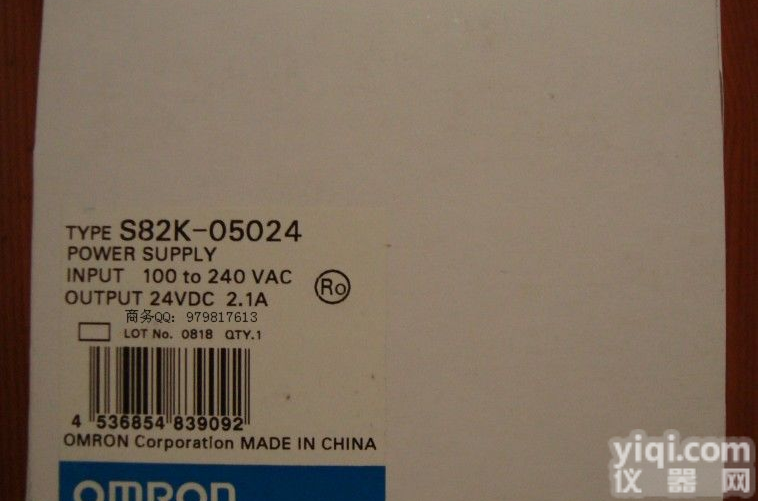 TYPE S82K-05024
POWER SUPPLY
INPUT 100 to 240 VAC
OUTPUT 24VDC 2.1A
Ro
商务QQ: 979817613
LOT No. 0818 QTY.1
4 536854 839092
OMRON Corporation MADE IN CHINA
OMRON
yiqi.com
仪器网